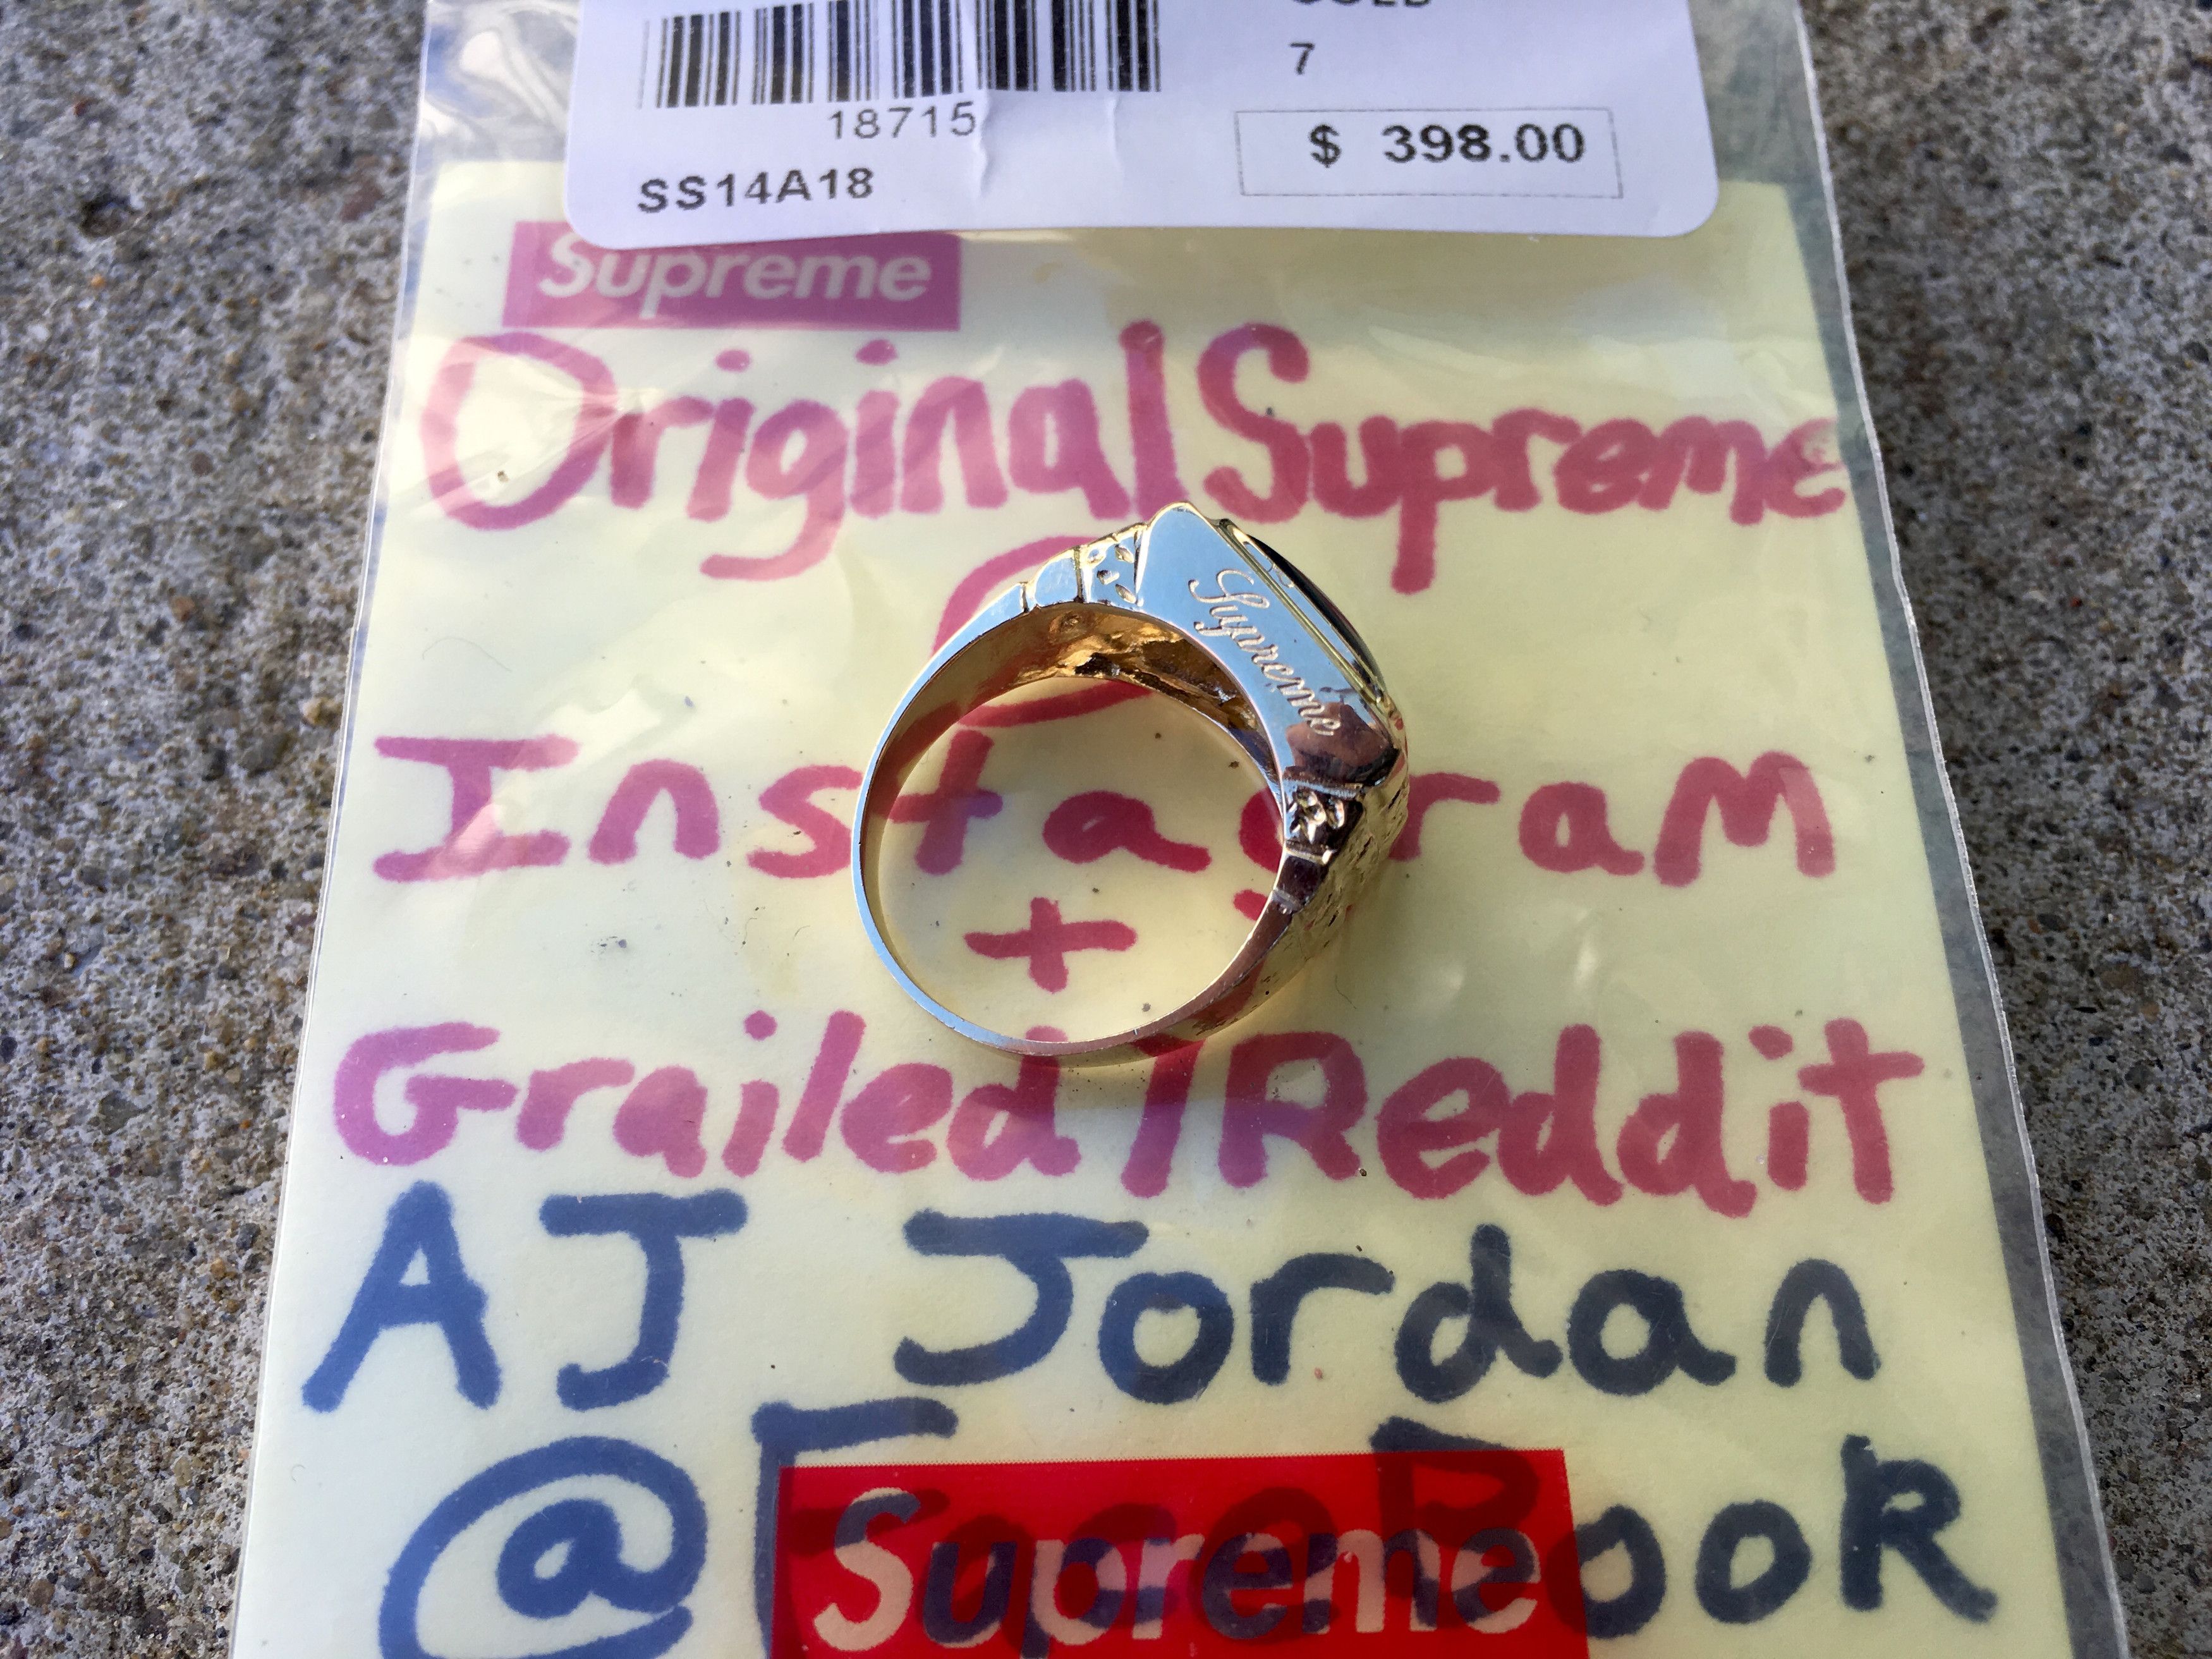 7
18715
$ 398.00
SS14A18
Supreme
Original Supreme
Supreme
Instagram
+
Grailed/Reddit
AJ Jordan
@ FaceBook
Supreme